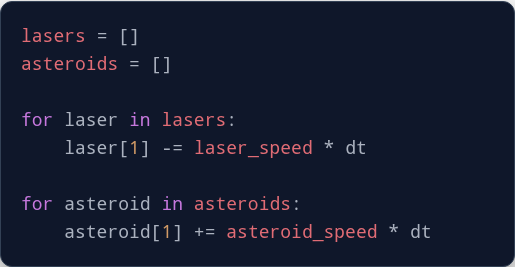 lasers = []
asteroids = []

for laser in lasers:
    laser[1] -= laser_speed * dt

for asteroid in asteroids:
    asteroid[1] += asteroid_speed * dt